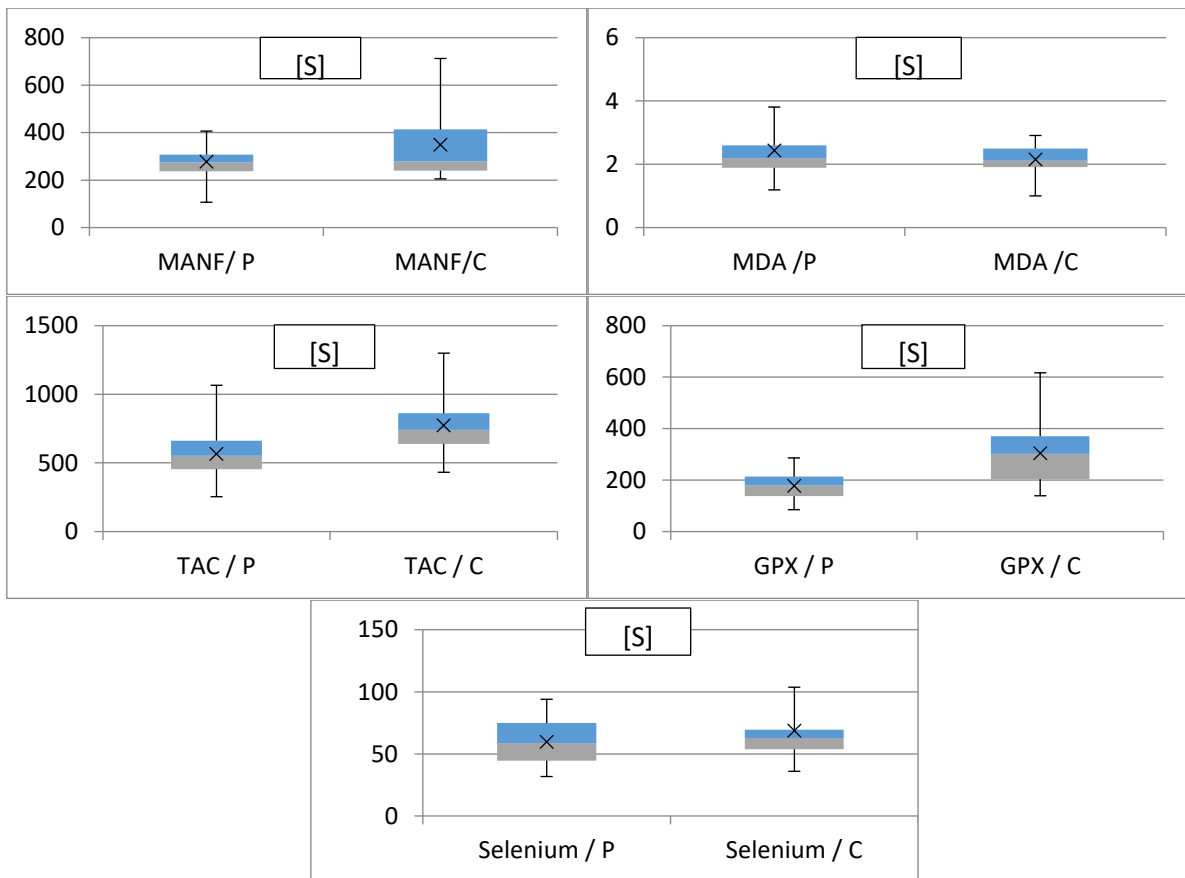 800
600
400
200
0
[S]
MANF/ P
MANF/C
6
4
2
0
[S]
MDA /P
MDA /C
1500
1000
500
0
[S]
TAC / P
TAC / C
800
600
400
200
0
[S]
GPX / P
GPX / C
150
100
50
0
[S]
Selenium / P
Selenium / C